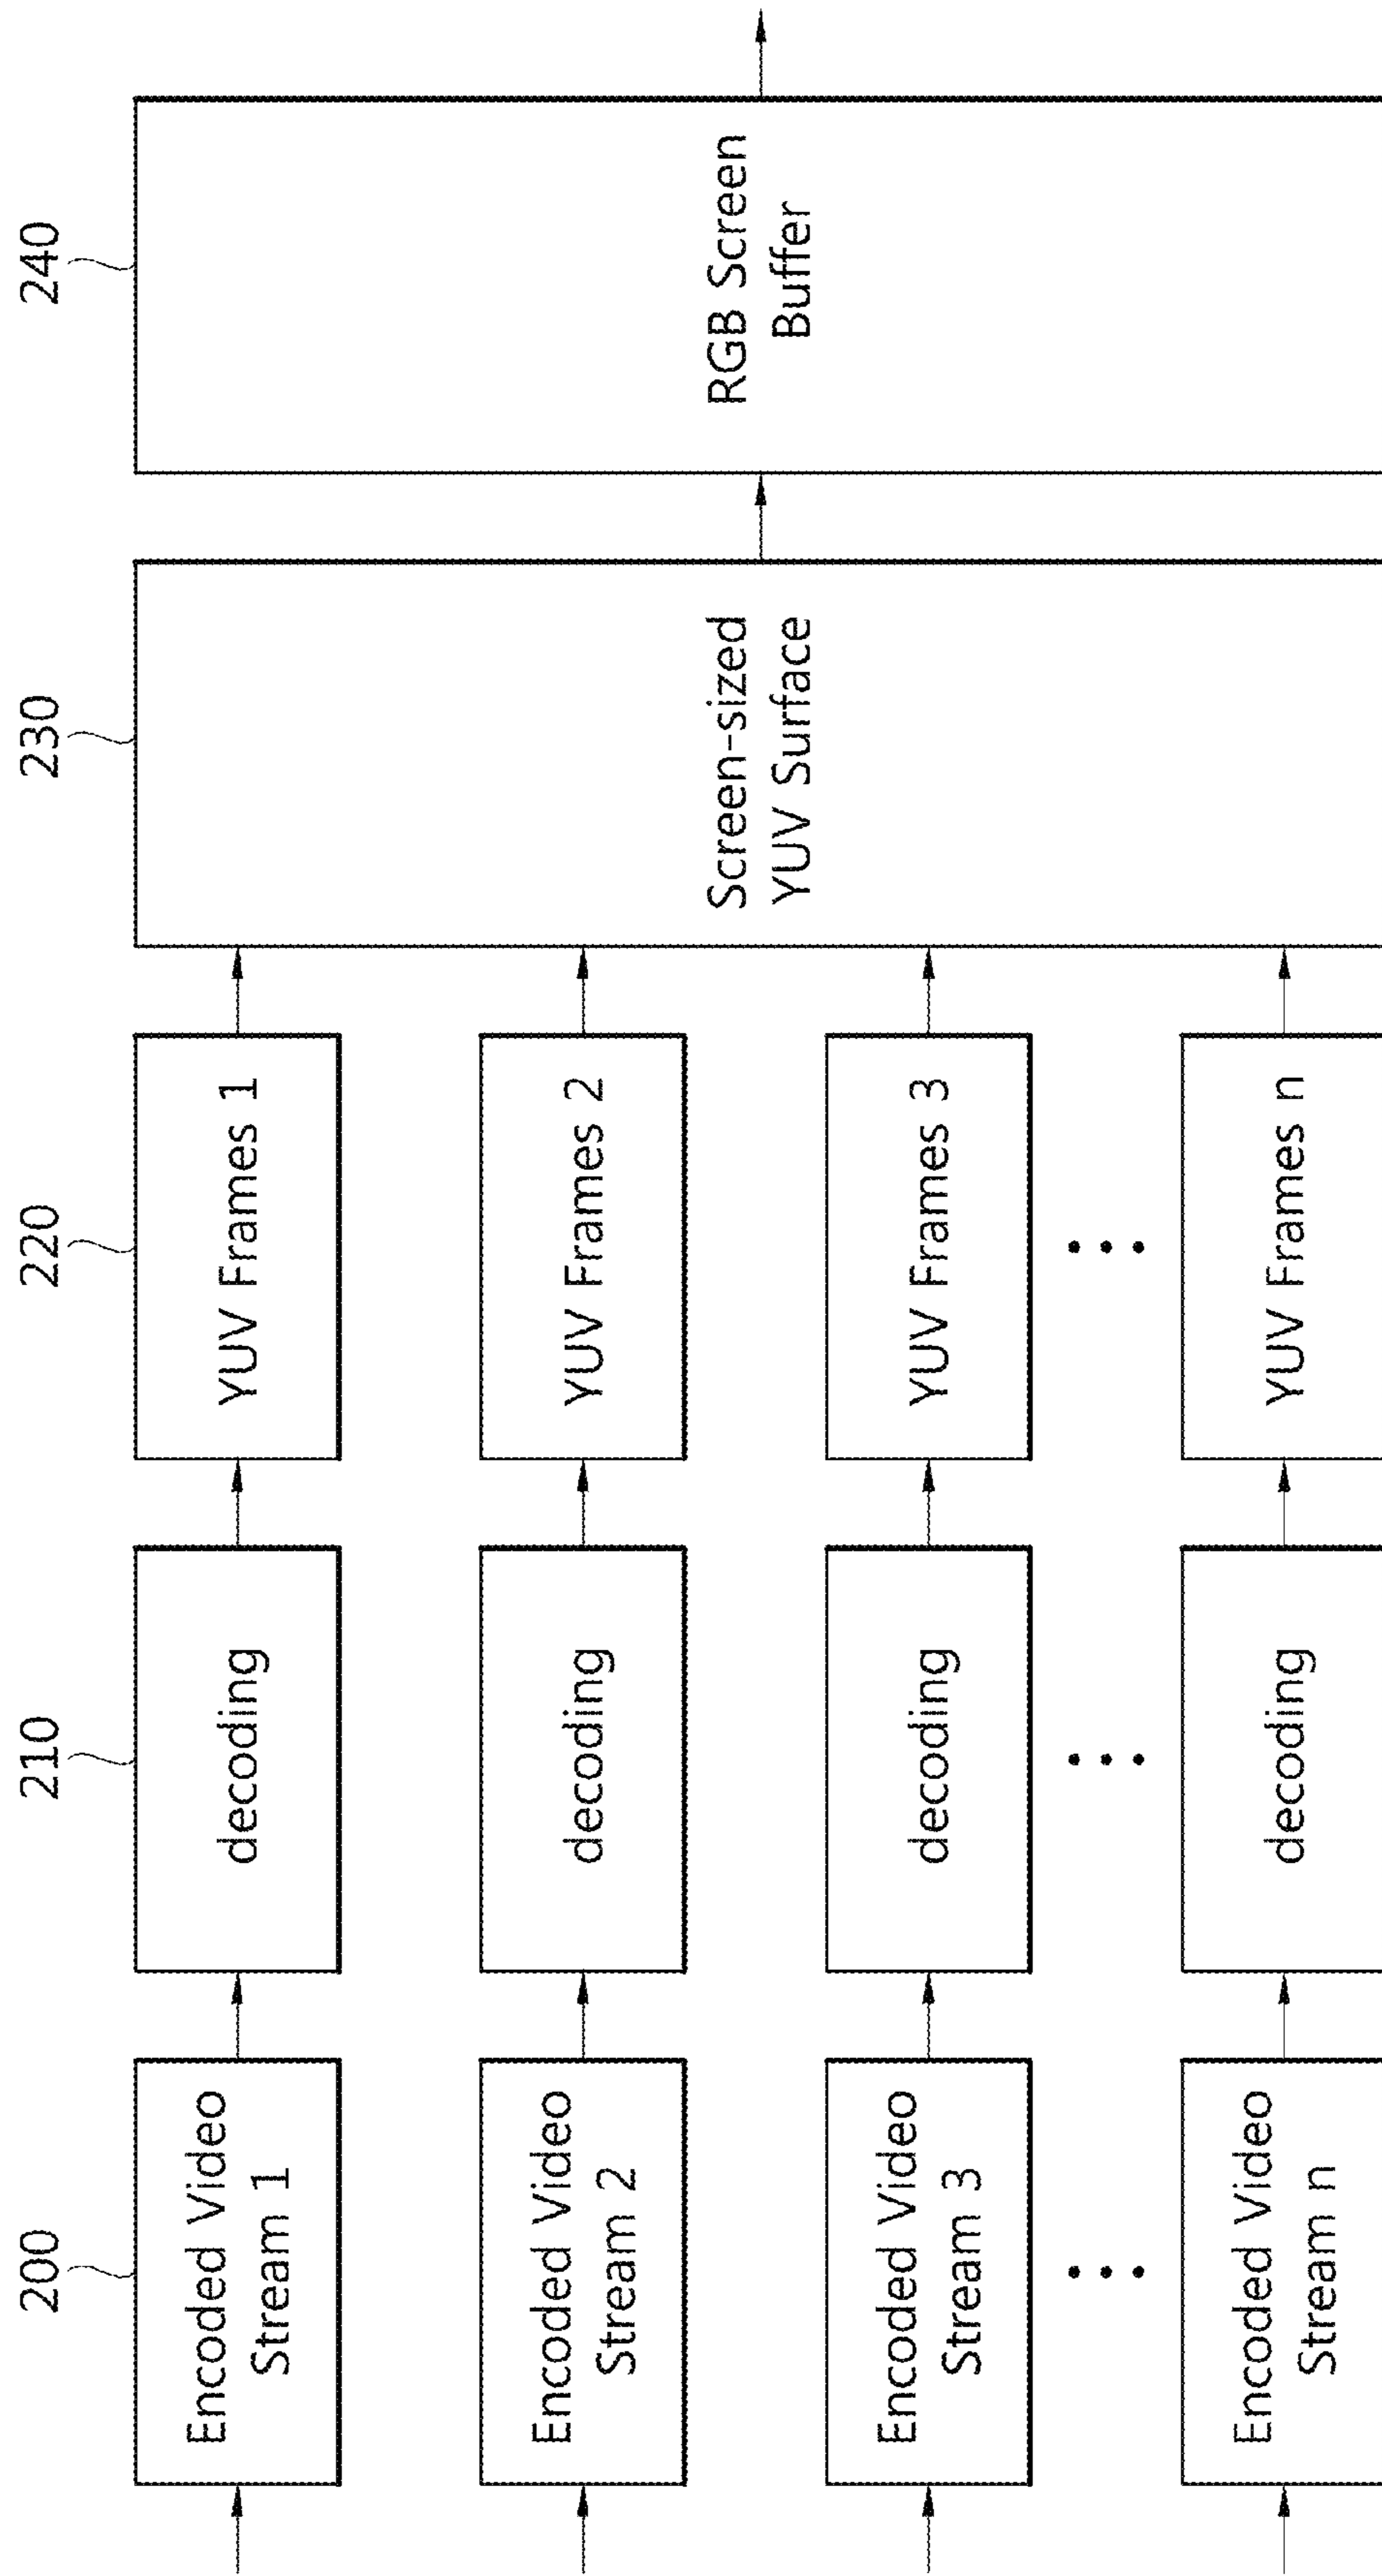 200
210
220
230
240
Encoded Video
Stream 1
decoding
YUV Frames 1
Encoded Video
Stream 2
decoding
YUV Frames 2
Encoded Video
Stream 3
decoding
YUV Frames 3
Encoded Video
Stream n
decoding
YUV Frames n
Screen-sized
YUV Surface
RGB Screen
Buffer